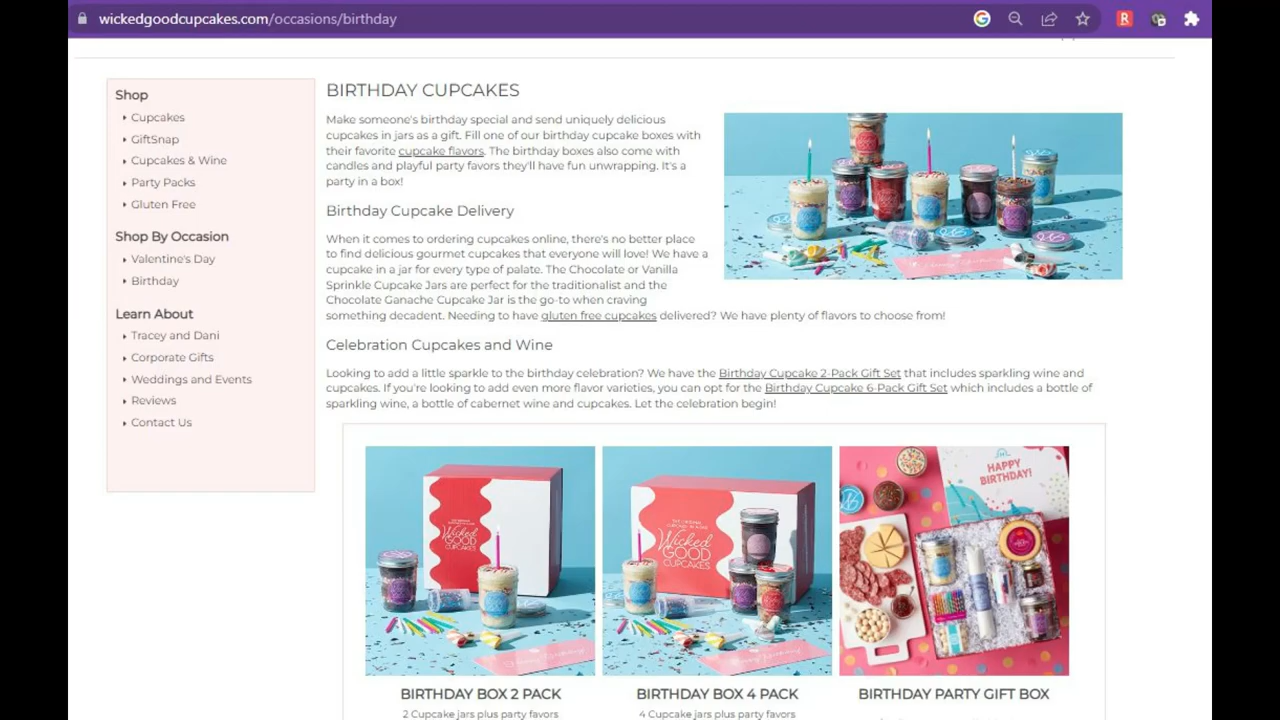 wickedgoodcupcakes.com/occasions/birthday
Shop
Cupcakes
GiftSnap
Cupcakes & Wine
Party Packs
Gluten Free
Shop By Occasion
Valentine's Day
Birthday
Learn About
Tracey and Dani
Corporate Gifts
Weddings and Events
Reviews
Contact Us
BIRTHDAY CUPCAKES
Make someone's birthday special and send uniquely delicious
cupcakes in jars as a gift. Fill one of our birthday cupcake boxes with
their favorite cupcake flavors. The birthday boxes also come with
candles and playful party favors they'll have fun unwrapping. It's a
party in a box!
Birthday Cupcake Delivery
When it comes to ordering cupcakes online, there's no better place
to find delicious gourmet cupcakes that everyone will love! We have a
cupcake in a jar for every type of palate. The Chocolate or Vanilla
Sprinkle Cupcake Jars are perfect for the traditionalist and the
Chocolate Ganache Cupcake Jar is the go-to when craving
something decadent. Needing to have gluten free cupcakes delivered? We have plenty of flavors to choose from!
Celebration Cupcakes and Wine
Looking to add a little sparkle to the birthday celebration? We have the Birthday Cupcake 2-Pack Gift Set that includes sparkling wine and
cupcakes. If you're looking to add even more flavor varieties, you can opt for the Birthday Cupcake 6-Pack Gift Set which includes a bottle of
sparkling wine, a bottle of cabernet wine and cupcakes. Let the celebration begin!
Wicked
GOOD
CUPCAKES
Wicked
GOOD
CUPCAKES
HAPPY
BIRTHDAY!
BIRTHDAY BOX 2 PACK
2 Cupcake jars plus party favors
BIRTHDAY BOX 4 PACK
4 Cupcake jars plus party favors
BIRTHDAY PARTY GIFT BOX